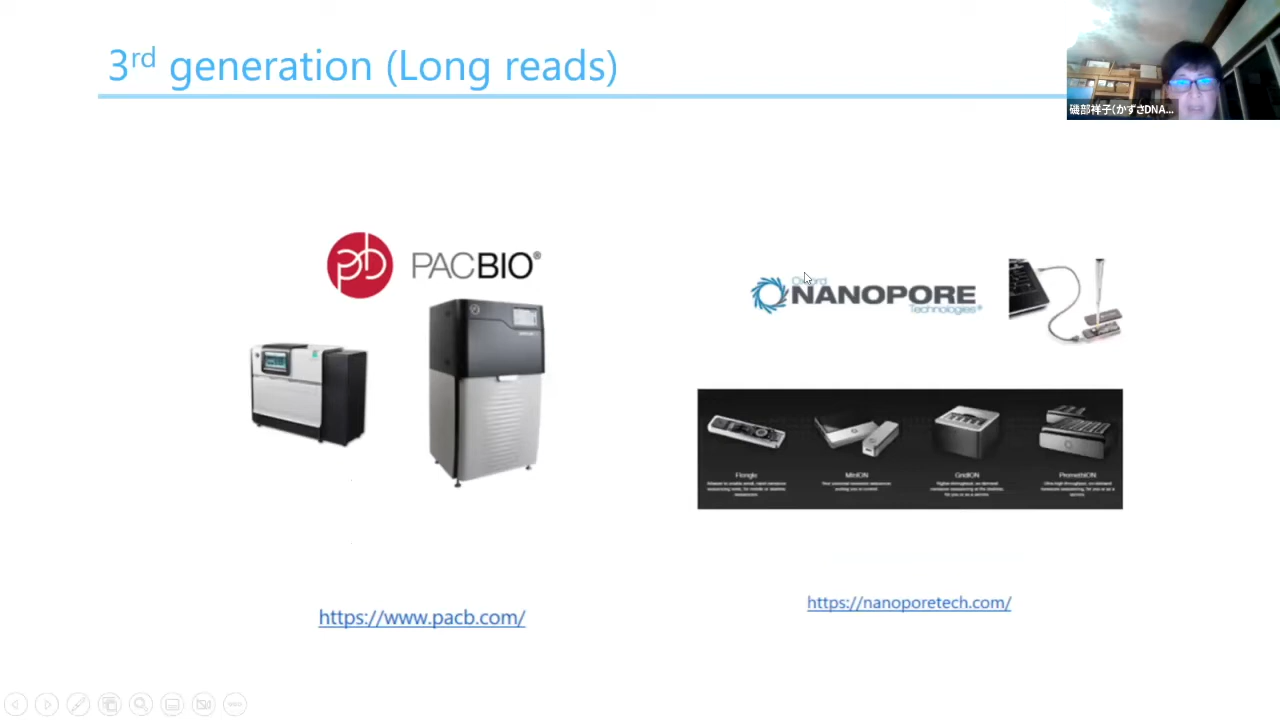 3rd generation (Long reads)
磯部祥子(かずさDNA...
pb
PACBIO®
Oxford
NANOPORE
Technologies®
Flongle
MinION
GridION
PromethION
https://www.pacb.com/
https://nanoporetech.com/